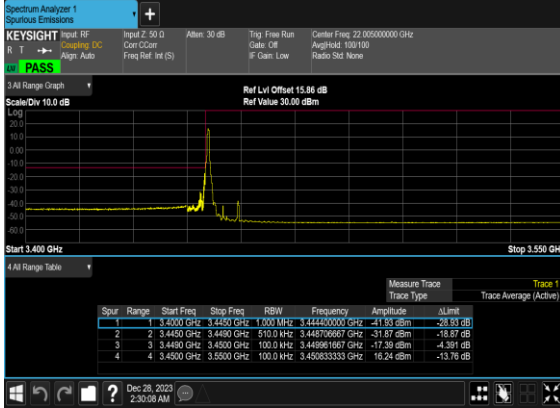 Spectrum Analyzer 1
Spurious Emissions
+
KEYSIGHT Input: RF Input Z: 50 Ω Atten: 30 dB Trig: Free Run Center Freq: 22.005000000 GHz
R T Coupling: DC Corr CCorr Gate: Off Avg|Hold: 100/100
Align: Auto Freq Ref: Int (S) IF Gain: Low Radio Std: None
LXI PASS
3 All Range Graph
Ref Lvl Offset 15.86 dB
Scale/Div 10.0 dB Ref Value 30.00 dBm
Log
20.0
10.0
0.00
-10.0
-20.0
-30.0
-40.0
-50.0
-60.0
Start 3.400 GHz Stop 3.550 GH
4 All Range Table
Measure Trace Trace 1
Trace Type Trace Average (Active)
Spur Range Start Freq Stop Freq RBW Frequency Amplitude ΔLimit
1 1 3.4000 GHz 3.4450 GHz 1.000 MHz 3.444400000 GHz -41.93 dBm -28.93 dB
2 2 3.4450 GHz 3.4490 GHz 510.0 kHz 3.448706667 GHz -31.87 dBm -18.87 dB
3 3 3.4490 GHz 3.4500 GHz 100.0 kHz 3.449961667 GHz -17.39 dBm -4.391 dB
4 4 3.4500 GHz 3.5500 GHz 100.0 kHz 3.450833333 GHz 16.24 dBm -13.76 dB
? Dec 28, 2023
2:30:08 AM